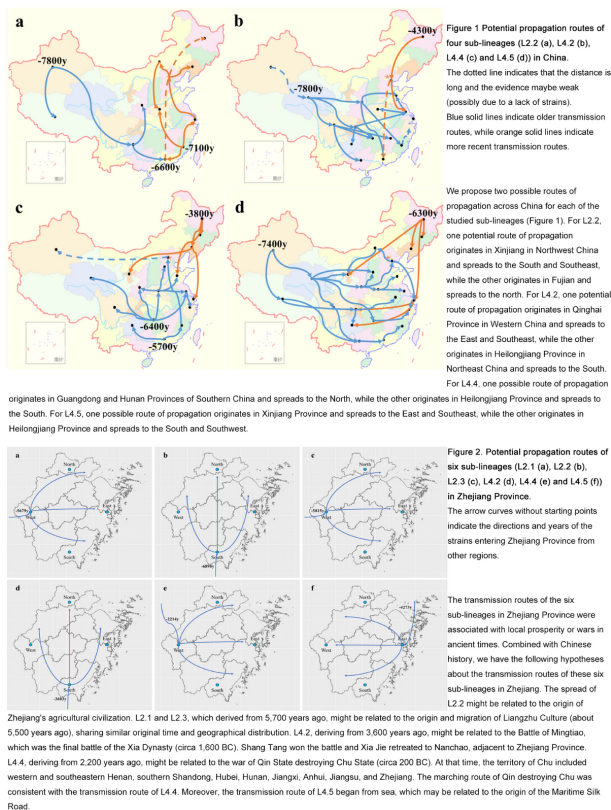 a
b
-4300y
-7800y
-7800y
-7100y
-6600y
Figure 1 Potential propagation routes of
four sub-lineages (L2.2 (a), L4.2 (b),
L4.4 (c) and L4.5 (d)) in China.
The dotted line indicates that the distance is
long and the evidence maybe weak
(possibly due to a lack of strains).
Blue solid lines indicate older transmission
routes, while orange solid lines indicate
more recent transmission routes.
c
d
-3800y
-6300y
-7400y
-6400y
-5700y
We propose two possible routes of
propagation across China for each of the
studied sub-lineages (Figure 1). For L2.2,
one potential route of propagation
originates in Xinjiang in Northwest China
and spreads to the South and Southeast,
while the other originates in Fujian and
spreads to the north. For L4.2, one potential
route of propagation originates in Qinghai
Province in Western China and spreads to
the East and Southeast, while the other
originates in Heilongjiang Province in
Northeast China and spreads to the South.
For L4.4, one possible route of propagation
originates in Guangdong and Hunan Provinces of Southern China and spreads to the North, while the other originates in Heilongjiang Province and spreads to
the South. For L4.5, one possible route of propagation originates in Xinjiang Province and spreads to the East and Southeast, while the other originates in
Heilongjiang Province and spreads to the South and Southwest.
a
North
West
East
South
b
North
West
East
South
c
North
West
East
South
d
North
West
East
South
e
North
West
East
South
f
North
West
East
South
Figure 2. Potential propagation routes of
six sub-lineages (L2.1 (a), L2.2 (b),
L2.3 (c), L4.2 (d), L4.4 (e) and L4.5 (f))
in Zhejiang Province.
The arrow curves without starting points
indicate the directions and years of the
strains entering Zhejiang Province from
other regions.
The transmission routes of the six
sub-lineages in Zhejiang Province were
associated with local prosperity or wars in
ancient times. Combined with Chinese
history, we have the following hypotheses
about the transmission routes of these six
sub-lineages in Zhejiang. The spread of
L2.2 might be related to the origin of
Zhejiang's agricultural civilization. L2.1 and L2.3, which derived from 5,700 years ago, might be related to the origin and migration of Liangzhu Culture (about
5,500 years ago), sharing similar original time and geographical distribution. L4.2, deriving from 3,600 years ago, might be related to the Battle of Mingtiao,
which was the final battle of the Xia Dynasty (circa 1,600 BC). Shang Tang won the battle and Xia Jie retreated to Nanchao, adjacent to Zhejiang Province.
L4.4, deriving from 2,200 years ago, might be related to the war of Qin State destroying Chu State (circa 200 BC). At that time, the territory of Chu included
western and southeastern Henan, southern Shandong, Hubei, Hunan, Jiangxi, Anhui, Jiangsu, and Zhejiang. The marching route of Qin destroying Chu was
consistent with the transmission route of L4.4. Moreover, the transmission route of L4.5 began from sea, which may be related to the origin of the Maritime Silk
Road.